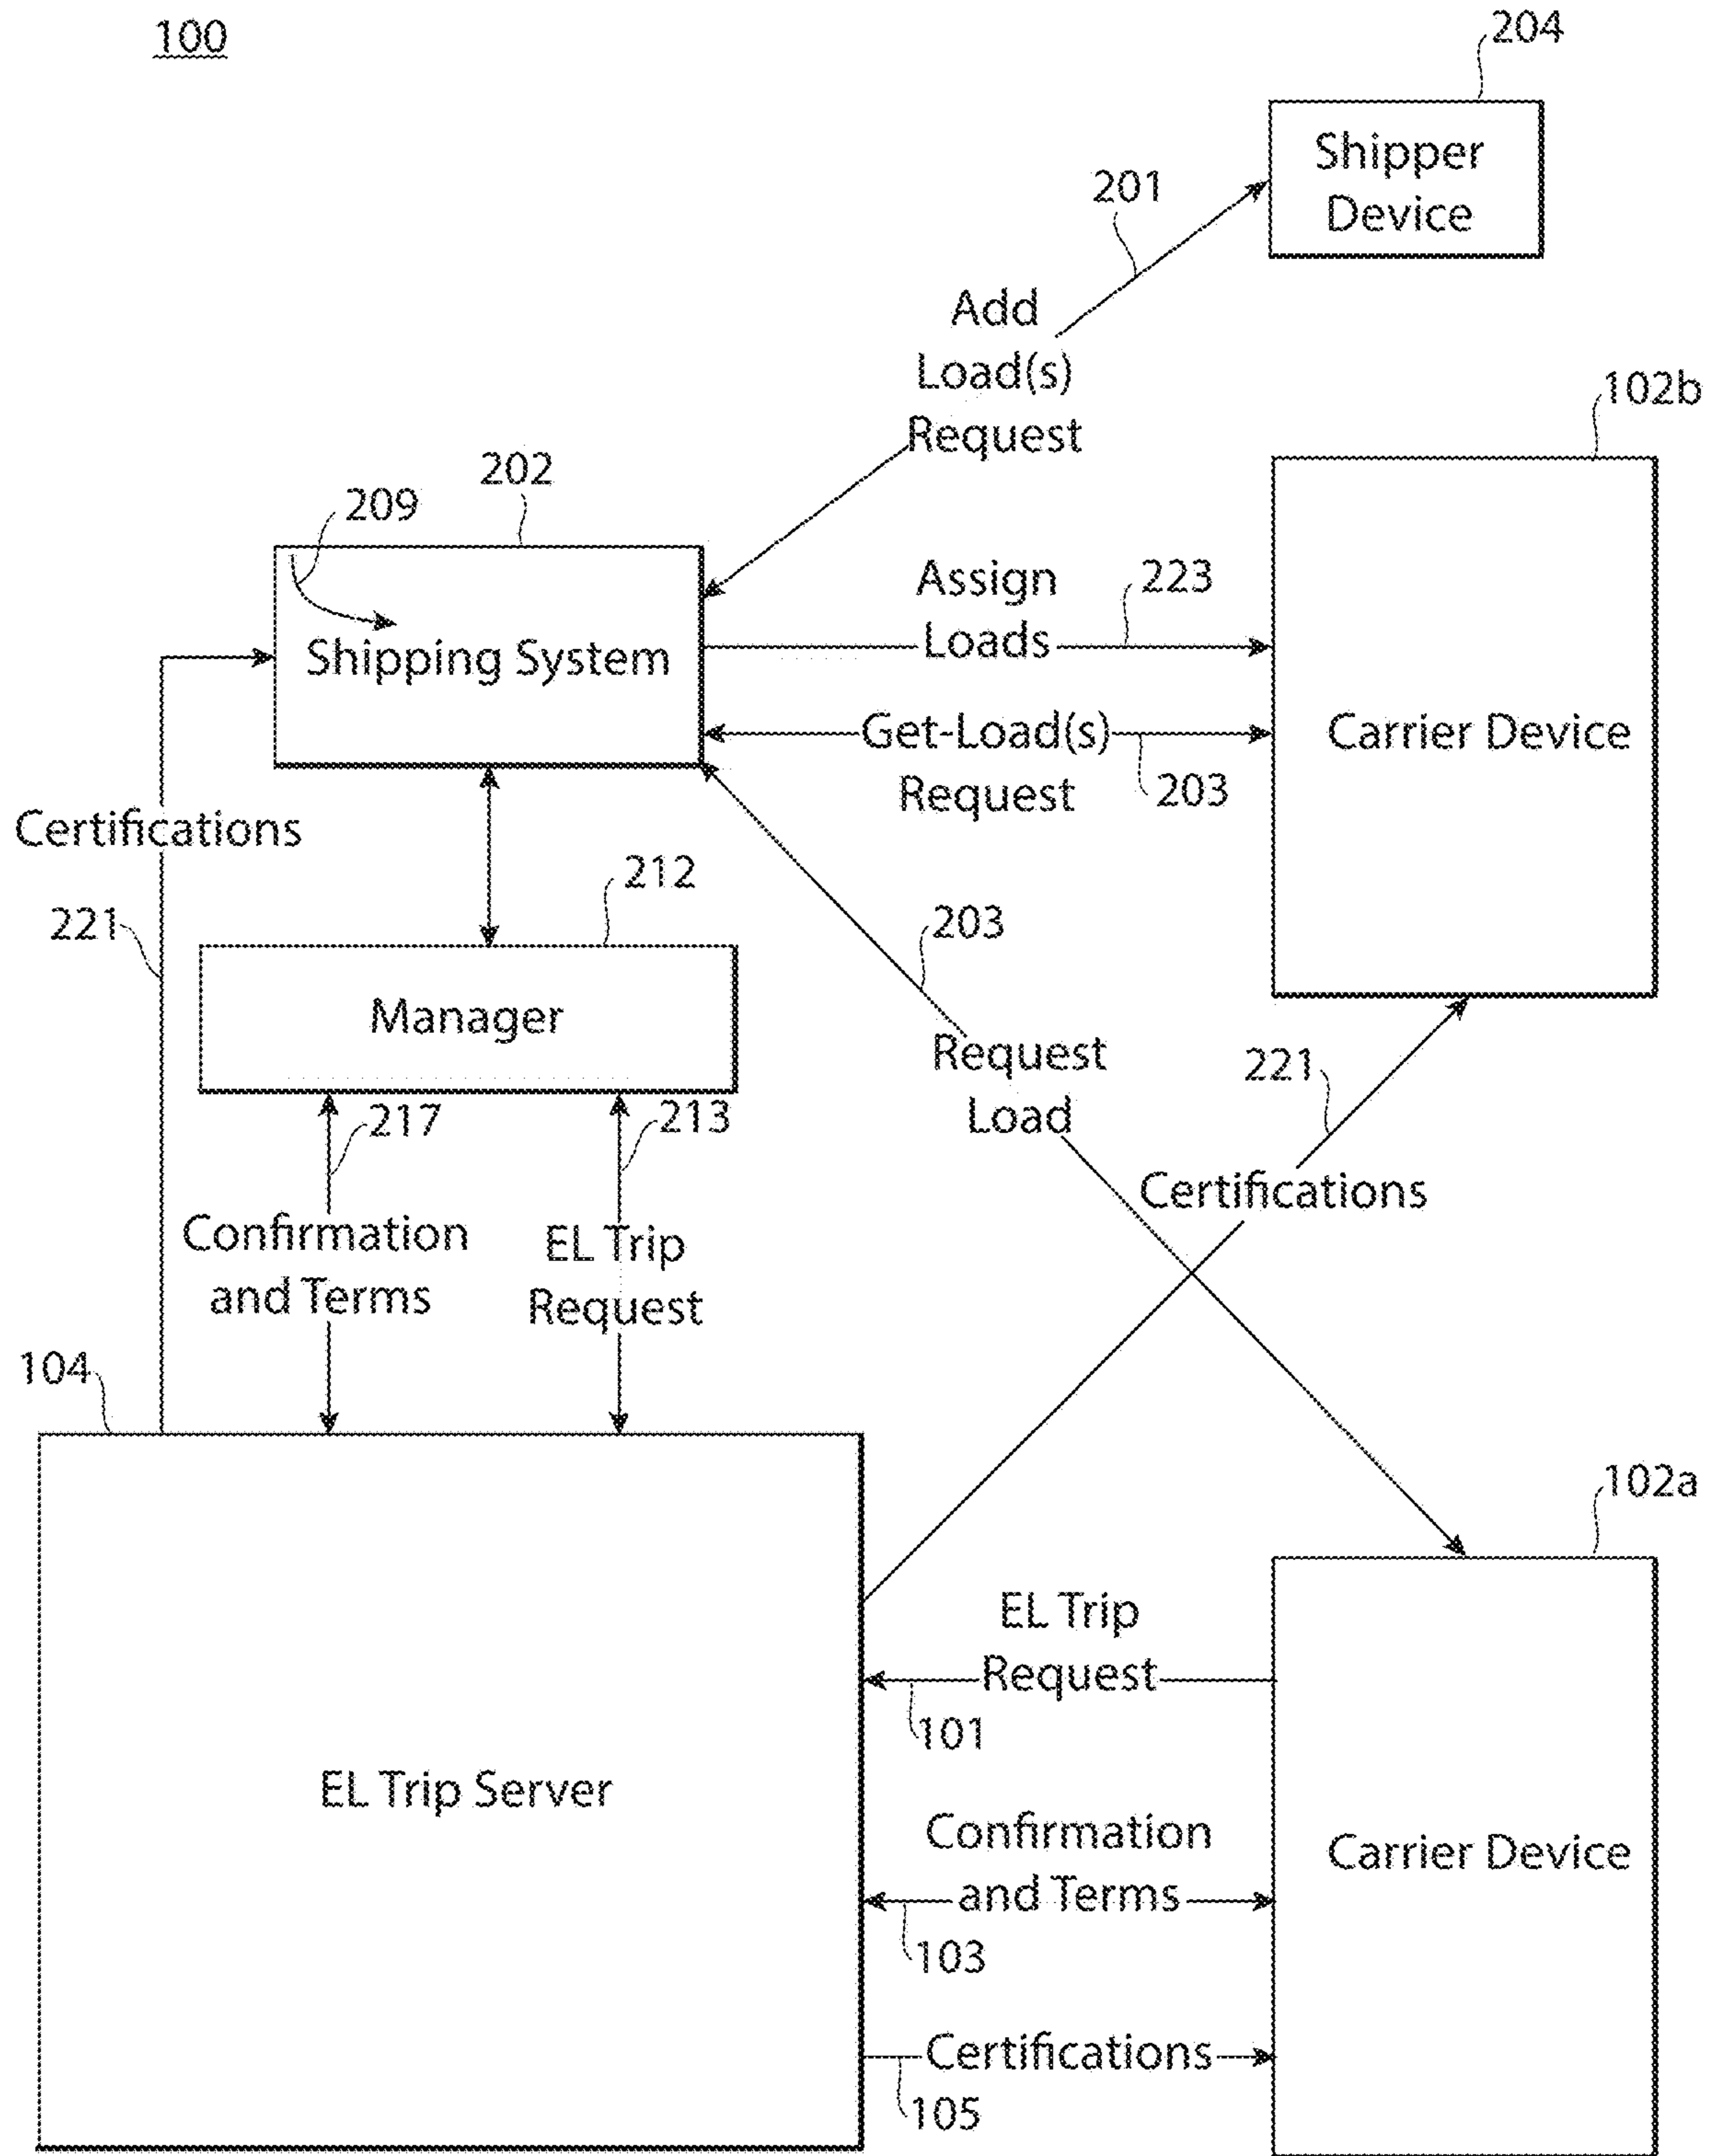 100
204
Shipper
Device
201
Add
Load(s)
Request
102b
202
209
Assign
Loads
223
Shipping System
Get-Load(s)
Request
203
Carrier Device
Certifications
212
221
203
Manager
Request
Load
221
217
213
Certifications
Confirmation
and Terms
EL Trip
Request
104
102a
EL Trip
Request
101
EL Trip Server
Confirmation
and Terms
103
Carrier Device
Certifications
105